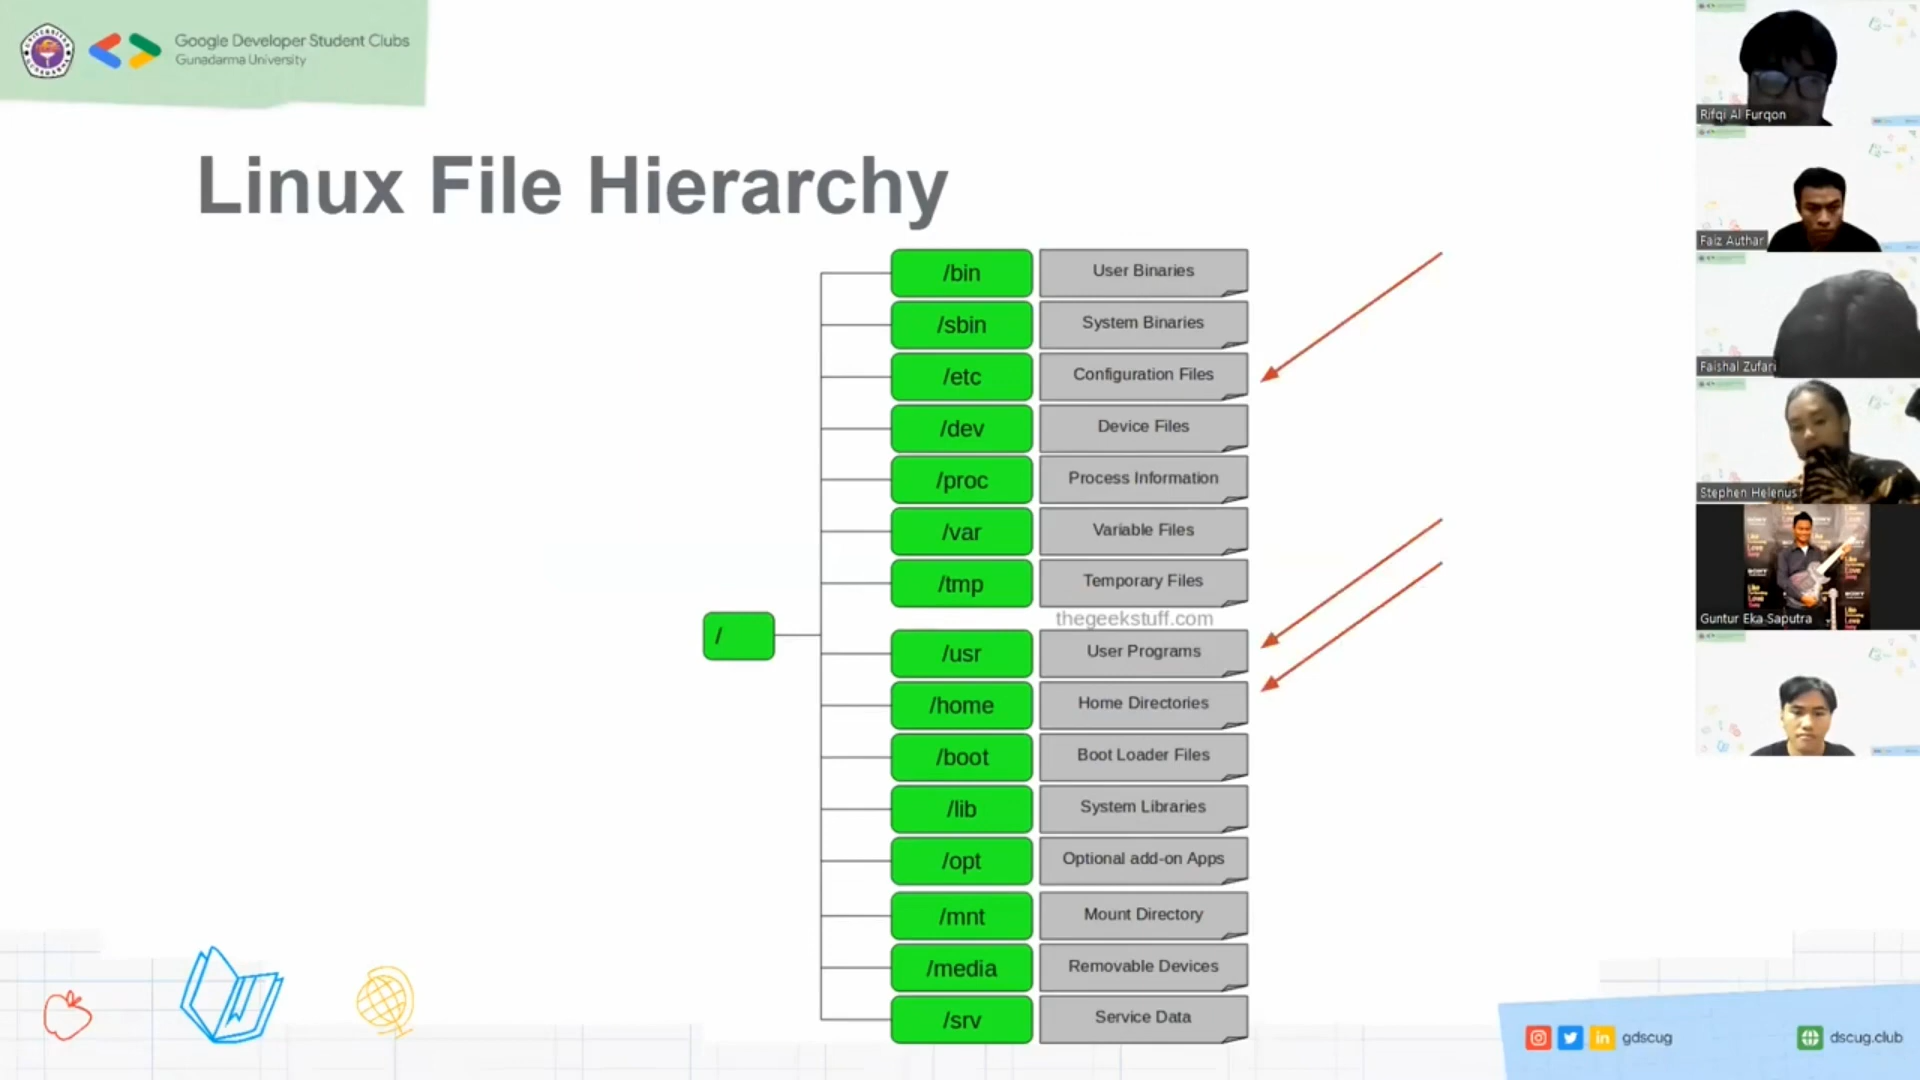 Google Developer Student Clubs
Gunadarma University
Linux File Hierarchy
/
/bin User Binaries
/sbin System Binaries
/etc Configuration Files
/dev Device Files
/proc Process Information
/var Variable Files
/tmp Temporary Files
thegeekstuff.com
/usr User Programs
/home Home Directories
/boot Boot Loader Files
/lib System Libraries
/opt Optional add-on Apps
/mnt Mount Directory
/media Removable Devices
/srv Service Data
gdscug
dscug.club
Rifqi Al Furqon
Faiz Authar
Faishal Zufari
Stephen Helenus
Guntur Eka Saputra